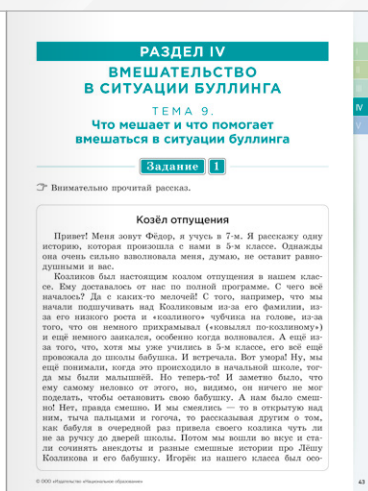 РАЗДЕЛ IV
ВМЕШАТЕЛЬСТВО
В СИТУАЦИИ БУЛЛИНГА
ТЕМА 9.
Что мешает и что помогает
вмешаться в ситуации буллинга
Задание 1
☞ Внимательно прочитай рассказ.
Козёл отпущения
Привет! Меня зовут Фёдор, я учусь в 7-м. Я расскажу одну
историю, которая произошла с нами в 5-м классе. Однажды
она очень сильно взволновала меня, думаю, не оставит равно-
душными и вас.
Козликов был настоящим козлом отпущения в нашем клас-
се. Ему доставалось от нас по полной программе. С чего всё
началось? Да с каких-то мелочей! С того, например, что мы
начали подшучивать над Козликовым из-за его фамилии, из-
за его низкого роста и «козлиного» чубчика на голове, из-за
того, что он немного прихрамывал («ковылял по-козлиному»)
и ещё немного заикался, особенно когда волновался. А ещё из-
за того, что, хотя мы уже учились в 5-м классе, его всё ещё
провожала до школы бабушка. И встречала. Вот умора! Ну, мы
ещё понимали, когда это происходило в начальной школе, тог-
да мы были малышнёй. Но теперь-то! И заметно было, что
ему самому неловко от этого, но, видимо, он ничего не мог
поделать, чтобы остановить свою бабушку. А нам было смеш-
но! Нет, правда смешно. И мы смеялись — то в открытую над
ним, тыча пальцами и гогоча, то рассказывая другим о том,
как бабуля в очередной раз привела своего козлика чуть ли
не за ручку до дверей школы. Потом мы вошли во вкус и ста-
ли сочинять анекдоты и разные смешные истории про Лёшу
Козликова и его бабушку. Игорёк из нашего класса был осо-
© ООО «Издательство «Национальное образование»
43
I
II
III
IV
V